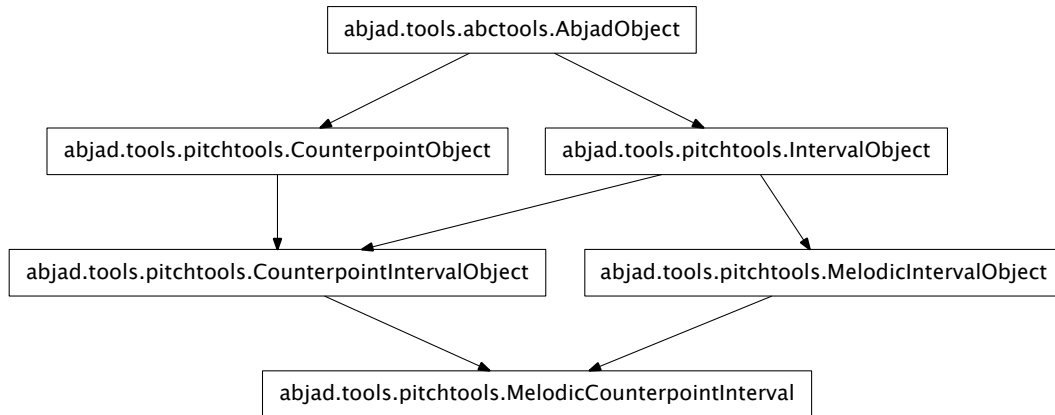 abjad.tools.abctools.AbjadObject
abjad.tools.pitchtools.CounterpointObject
abjad.tools.pitchtools.IntervalObject
abjad.tools.pitchtools.CounterpointIntervalObject
abjad.tools.pitchtools.MelodicIntervalObject
abjad.tools.pitchtools.MelodicCounterpointInterval